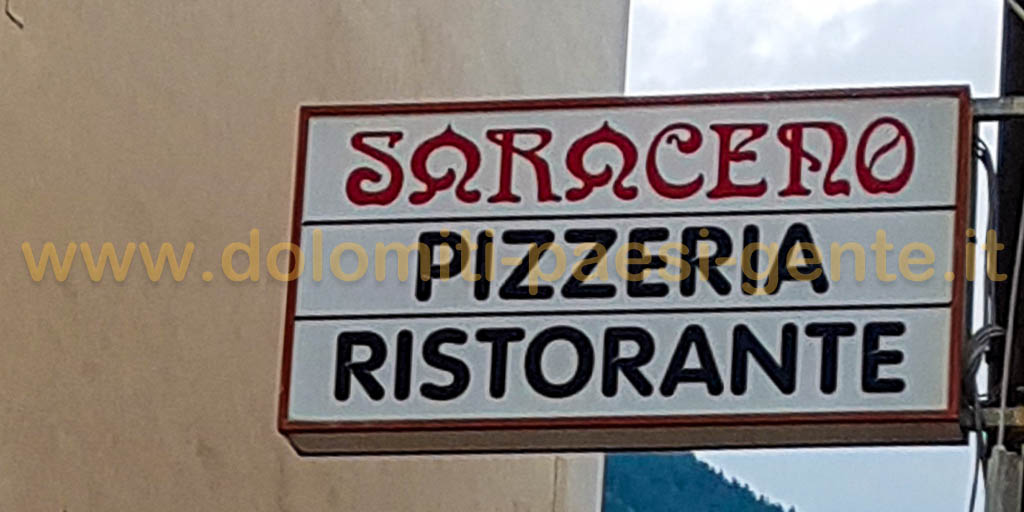 SARACENO
PIZZERIA
www.dolomiti-paesi-gente.it
RISTORANTE